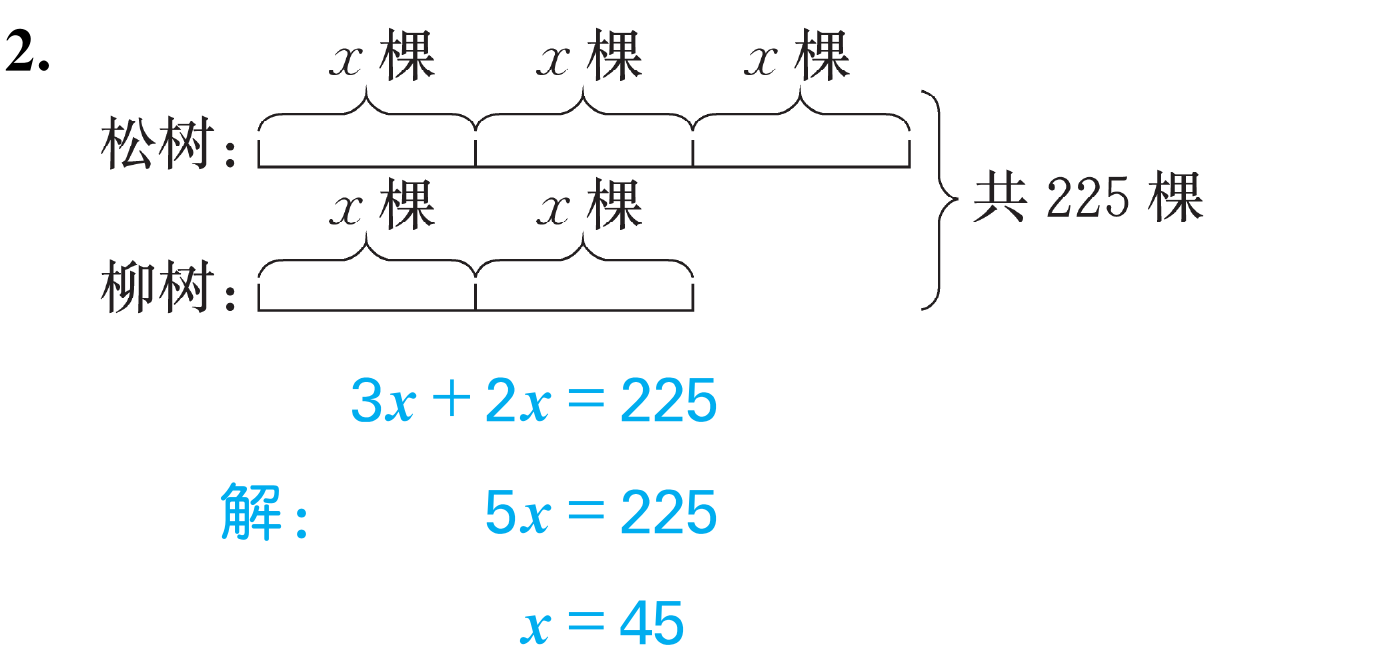 2.
x 棵 x 棵 x 棵
松树:
x 棵 x 棵
共 225 棵
柳树:
3x + 2x = 225
解: 5x = 225
x = 45